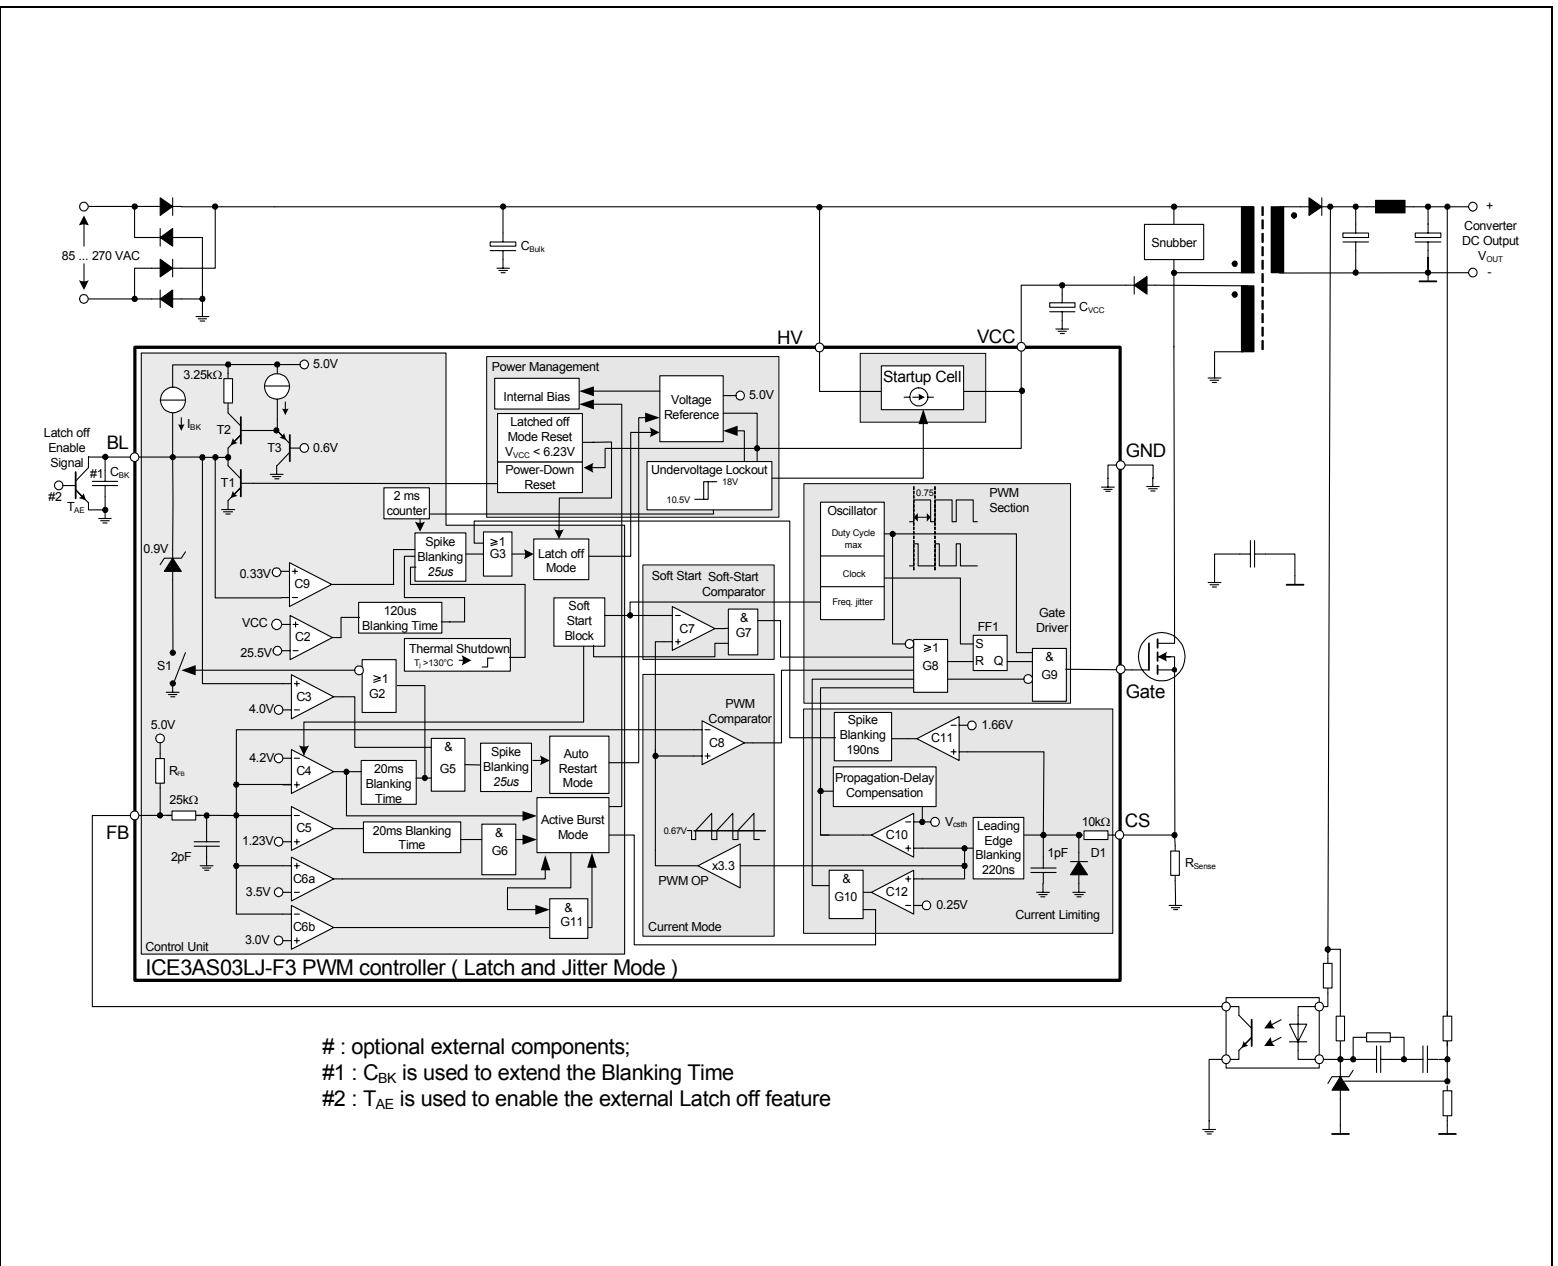 85 ... 270 VAC
C_Bulk
Snubber
+
Converter
DC Output
V_OUT
-
C_VCC
HV
VCC
3.25kΩ
5.0V
I_BK
T2
T3
0.6V
T1
Latch off
Enable
Signal
BL
#1
C_BK
#2
T_AE
Power Management
Internal Bias
Voltage
Reference
5.0V
Latched off
Mode Reset
V_VCC < 6.23V
Power-Down
Reset
Undervoltage Lockout
18V
10.5V
Startup Cell
GND
2 ms
counter
0.9V
Spike
Blanking
25us
≥1
G3
Latch off
Mode
0.33V
+
−
C9
120us
Blanking Time
VCC
+
−
C2
25.5V
Thermal Shutdown
Tj >130°C
S1
≥1
G2
+
−
C3
4.0V
5.0V
R_FB
25kΩ
FB
2pF
4.2V
−
+
C4
20ms
Blanking
Time
&
G5
Spike
Blanking
25us
Auto
Restart
Mode
−
+
C5
1.23V
20ms Blanking
Time
&
G6
Active Burst
Mode
+
−
C6a
3.5V
−
+
C6b
3.0V
&
G11
Control Unit
Soft
Start
Block
Soft Start
Soft-Start
Comparator
−
+
C7
&
G7
PWM
Comparator
−
+
C8
0.67V
x3.3
PWM OP
Current Mode
Oscillator
Duty Cycle
max
Clock
Freq. jitter
0.75
PWM
Section
Gate
Driver
FF1
S
R Q
≥1
G8
&
G9
Gate
Spike
Blanking
190ns
−
+
C11
1.66V
Propagation-Delay
Compensation
−
+
C10
V_csth
Leading
Edge
Blanking
220ns
10kΩ
CS
1pF
D1
R_Sense
&
G10
+
−
C12
0.25V
Current Limiting
ICE3AS03LJ-F3 PWM controller ( Latch and Jitter Mode )
# : optional external components;
#1 : C_BK is used to extend the Blanking Time
#2 : T_AE is used to enable the external Latch off feature